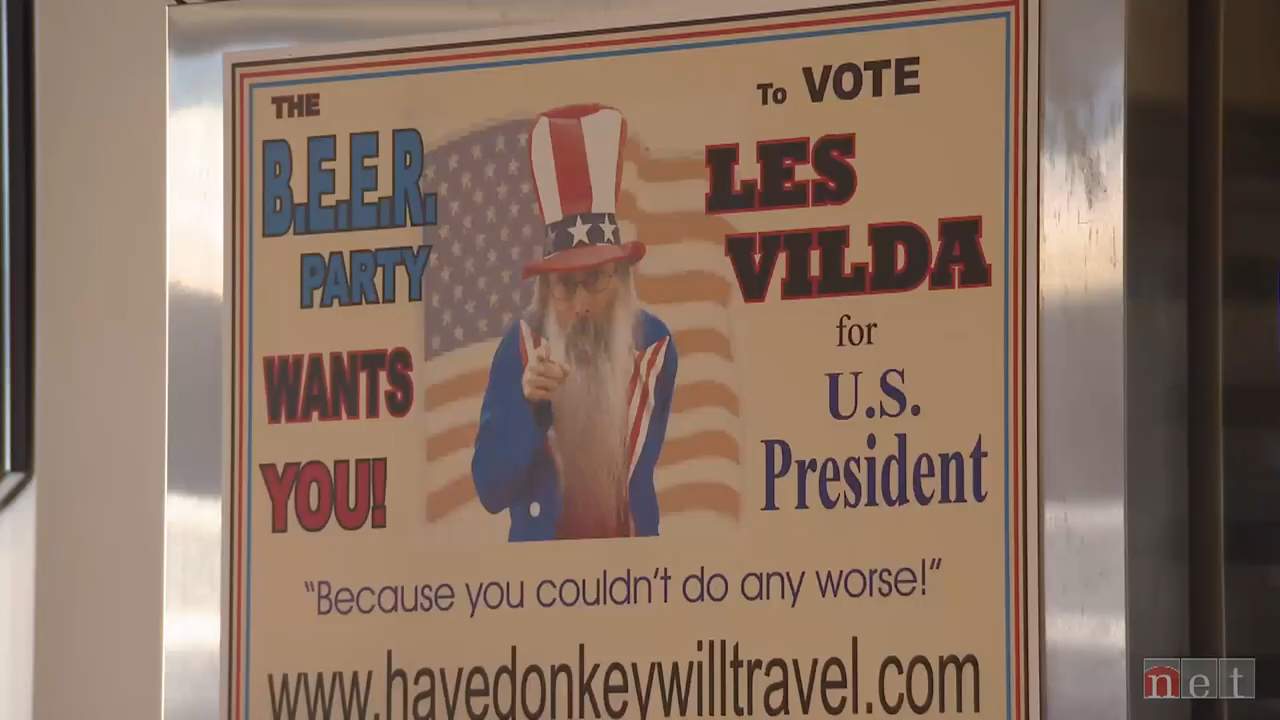 THE
B.E.E.R.
PARTY
WANTS
YOU!
To VOTE
LES
VILDA
for
U.S.
President
"Because you couldn't do any worse!"
www.havedonkeywilltravel.com
net